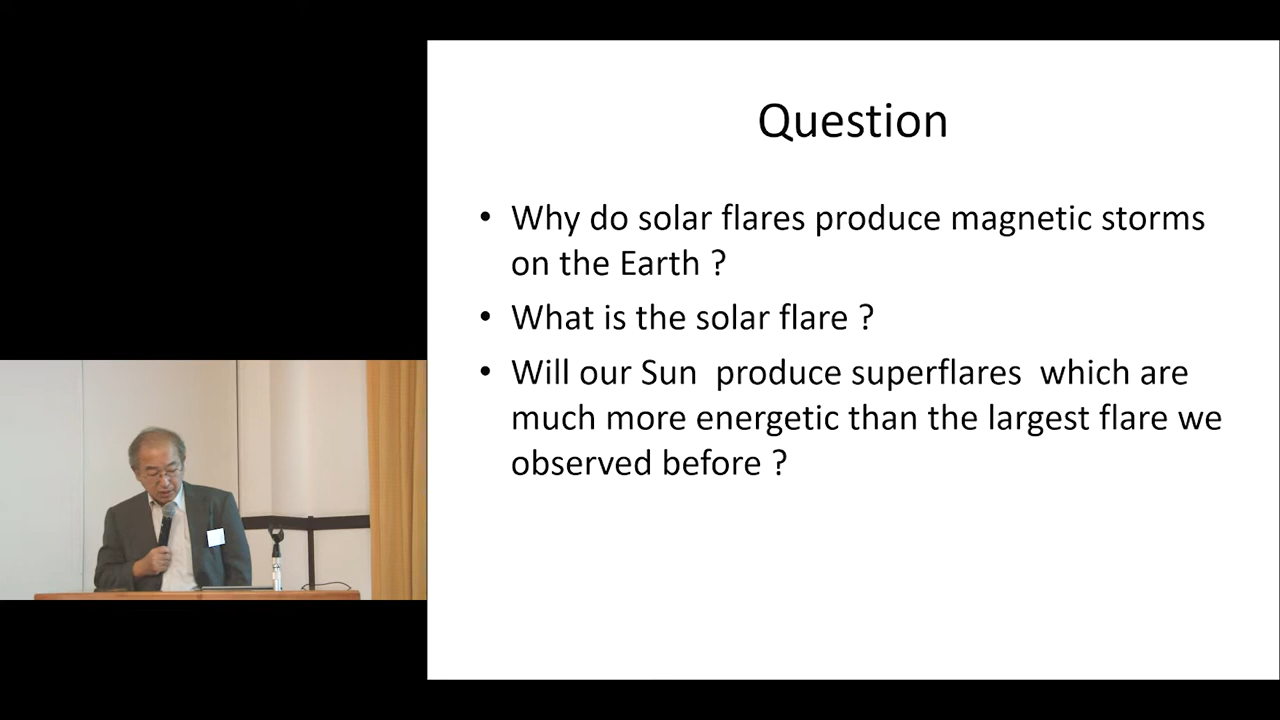 Question
• Why do solar flares produce magnetic storms
on the Earth ?
• What is the solar flare ?
• Will our Sun  produce superflares  which are
much more energetic than the largest flare we
observed before ?